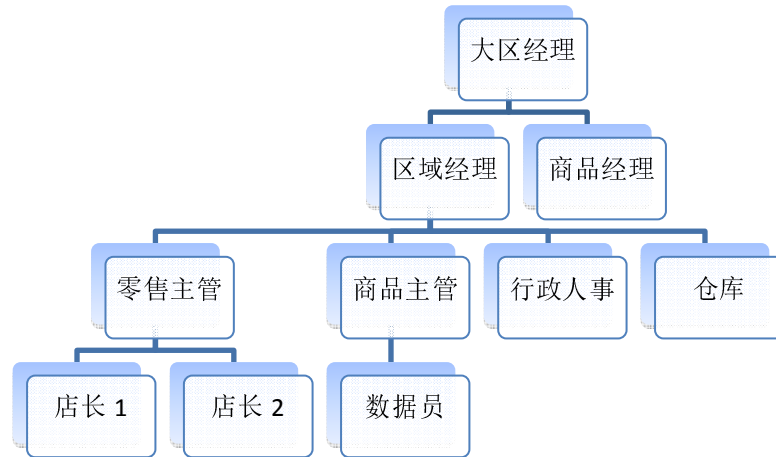 大区经理
区域经理
商品经理
零售主管
商品主管
行政人事
仓库
店长 1
店长 2
数据员